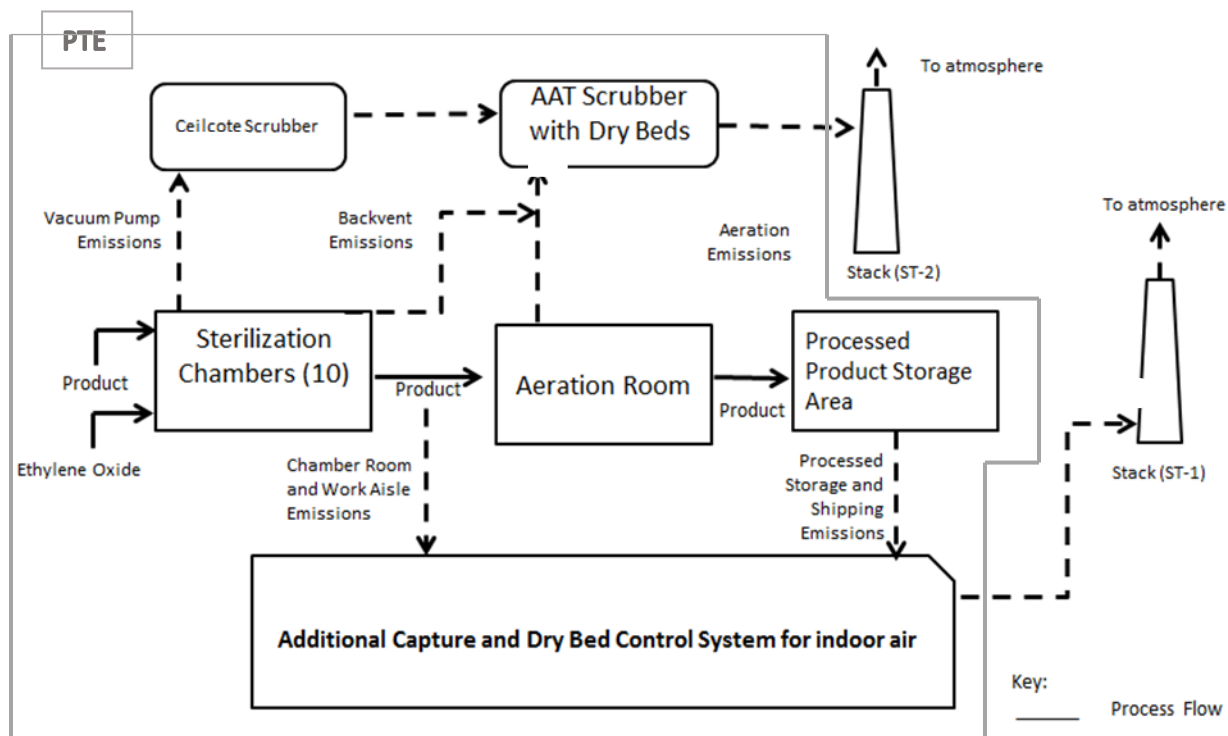 PTE
Ceilcote Scrubber
AAT Scrubber
with Dry Beds
To atmosphere
Vacuum Pump
Emissions
Backvent
Emissions
Aeration
Emissions
Stack (ST-2)
To atmosphere
Sterilization
Chambers (10)
Product
Ethylene Oxide
Product
Aeration Room
Product
Processed
Product Storage
Area
Chamber Room
and Work Aisle
Emissions
Processed
Storage and
Shipping
Emissions
Stack (ST-1)
Additional Capture and Dry Bed Control System for indoor air
Key:
Process Flow